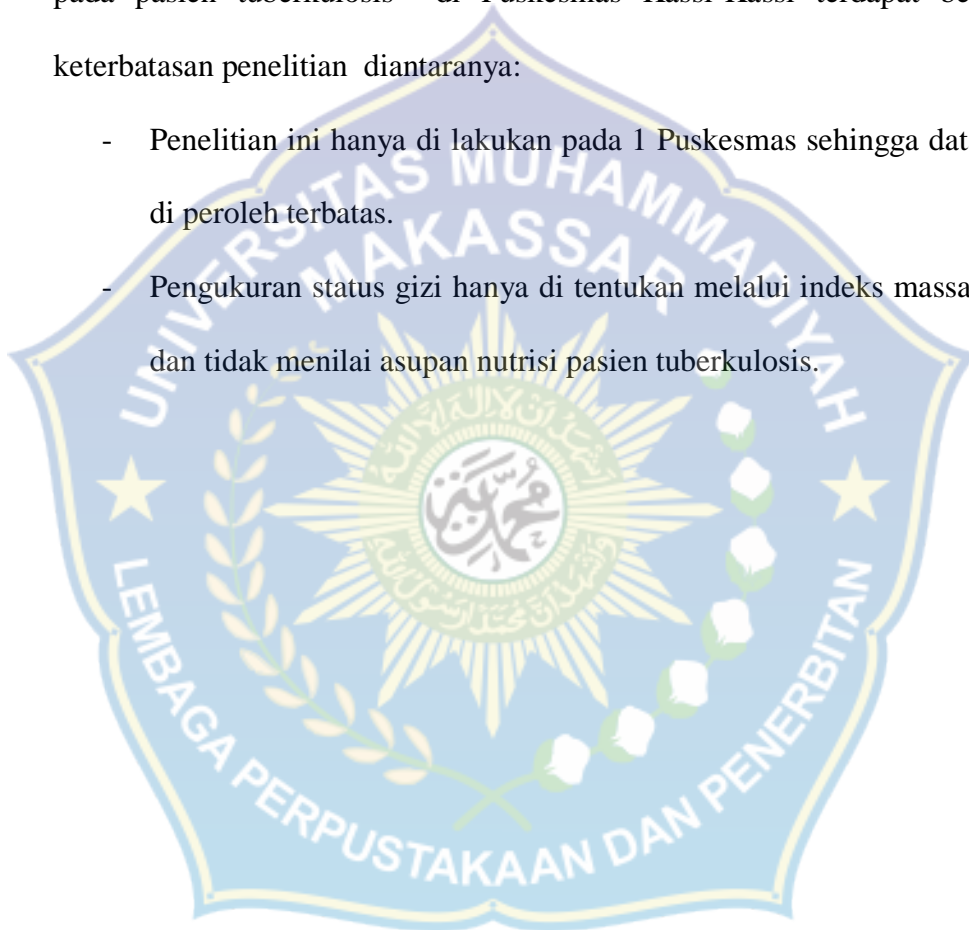 pada pasien tuberkulosis di Puskesmas Kassi-Kassi terdapat be
keterbatasan penelitian diantaranya:
- Penelitian ini hanya di lakukan pada 1 Puskesmas sehingga dat
di peroleh terbatas.
- Pengukuran status gizi hanya di tentukan melalui indeks massa
dan tidak menilai asupan nutrisi pasien tuberkulosis.
UNIVERSITAS MUHAMMADIYAH
MAKASSAR
محمدية
LEMBAGA PERPUSTAKAAN DAN PENERBITAN